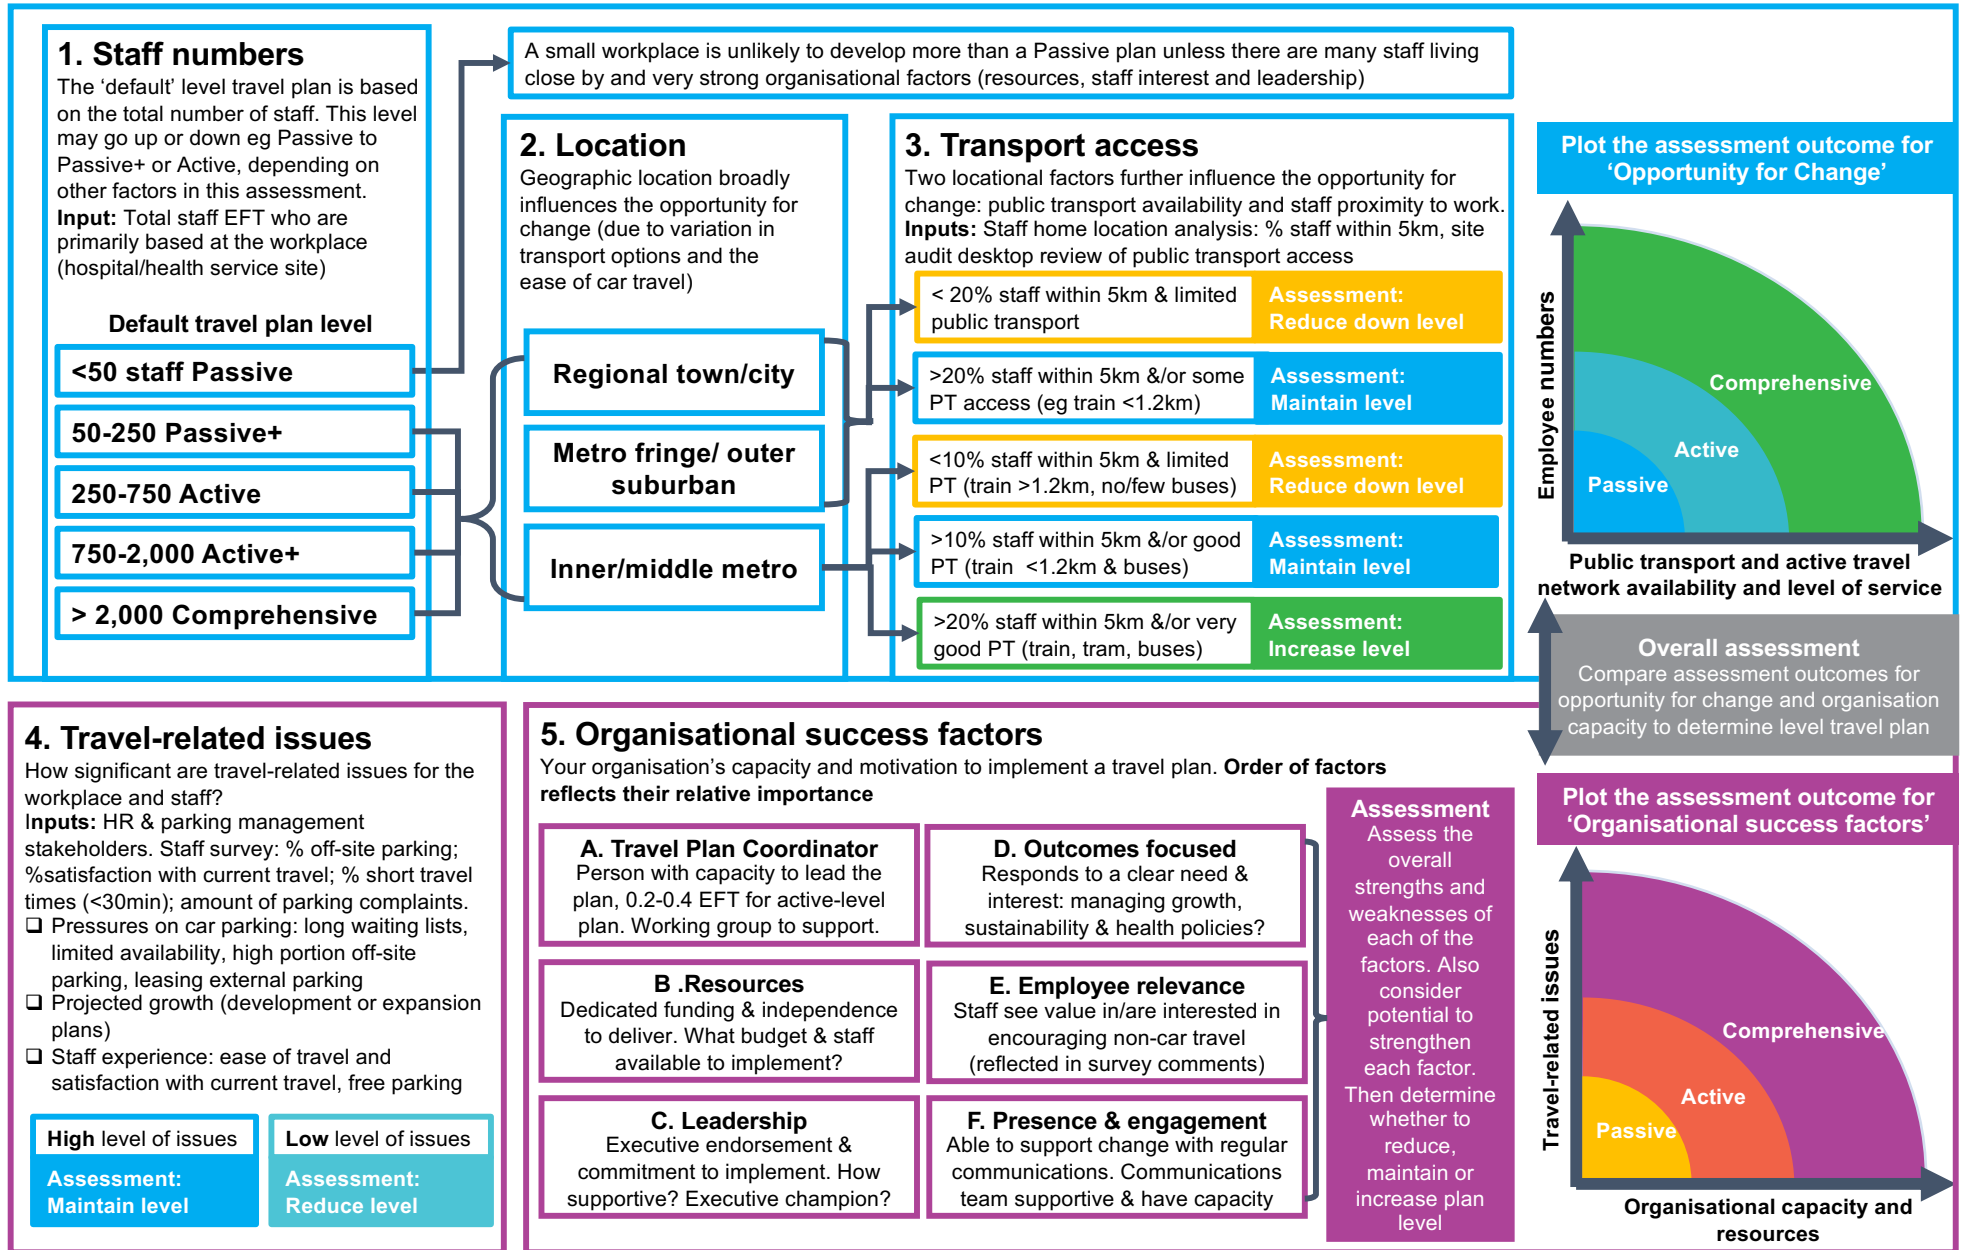 1. Staff numbers
The ‘default’ level travel plan is based
on the total number of staff. This level
may go up or down eg Passive to
Passive+ or Active, depending on
other factors in this assessment.
Input: Total staff EFT who are
primarily based at the workplace
(hospital/health service site)
Default travel plan level
<50 staff Passive
50-250 Passive+
250-750 Active
750-2,000 Active+
> 2,000 Comprehensive
A small workplace is unlikely to develop more than a Passive plan unless there are many staff living
close by and very strong organisational factors (resources, staff interest and leadership)
2. Location
Geographic location broadly
influences the opportunity for
change (due to variation in
transport options and the
ease of car travel)
Regional town/city
Metro fringe/ outer
suburban
Inner/middle metro
3. Transport access
Two locational factors further influence the opportunity for
change: public transport availability and staff proximity to work.
Inputs: Staff home location analysis: % staff within 5km, site
audit desktop review of public transport access
< 20% staff within 5km & limited
public transport
Assessment:
Reduce down level
>20% staff within 5km &/or some
PT access (eg train <1.2km)
Assessment:
Maintain level
<10% staff within 5km & limited
PT (train >1.2km, no/few buses)
Assessment:
Reduce down level
>10% staff within 5km &/or good
PT (train <1.2km & buses)
Assessment:
Maintain level
>20% staff within 5km &/or very
good PT (train, tram, buses)
Assessment:
Increase level
Plot the assessment outcome for
‘Opportunity for Change’
Employee numbers
Comprehensive
Active
Passive
Public transport and active travel
network availability and level of service
Overall assessment
Compare assessment outcomes for
opportunity for change and organisation
capacity to determine level travel plan
4. Travel-related issues
How significant are travel-related issues for the
workplace and staff?
Inputs: HR & parking management
stakeholders. Staff survey: % off-site parking;
%satisfaction with current travel; % short travel
times (<30min); amount of parking complaints.
❑ Pressures on car parking: long waiting lists,
limited availability, high portion off-site
parking, leasing external parking
❑ Projected growth (development or expansion
plans)
❑ Staff experience: ease of travel and
satisfaction with current travel, free parking
High level of issues
Assessment:
Maintain level
Low level of issues
Assessment:
Reduce level
5. Organisational success factors
Your organisation’s capacity and motivation to implement a travel plan. Order of factors
reflects their relative importance
A. Travel Plan Coordinator
Person with capacity to lead the
plan, 0.2-0.4 EFT for active-level
plan. Working group to support.
B .Resources
Dedicated funding & independence
to deliver. What budget & staff
available to implement?
C. Leadership
Executive endorsement &
commitment to implement. How
supportive? Executive champion?
D. Outcomes focused
Responds to a clear need &
interest: managing growth,
sustainability & health policies?
E. Employee relevance
Staff see value in/are interested in
encouraging non-car travel
(reflected in survey comments)
F. Presence & engagement
Able to support change with regular
communications. Communications
team supportive & have capacity
Assessment
Assess the
overall
strengths and
weaknesses of
each of the
factors. Also
consider
potential to
strengthen
each factor.
Then determine
whether to
reduce,
maintain or
increase plan
level
Plot the assessment outcome for
‘Organisational success factors’
Travel-related issues
Comprehensive
Active
Passive
Organisational capacity and
resources